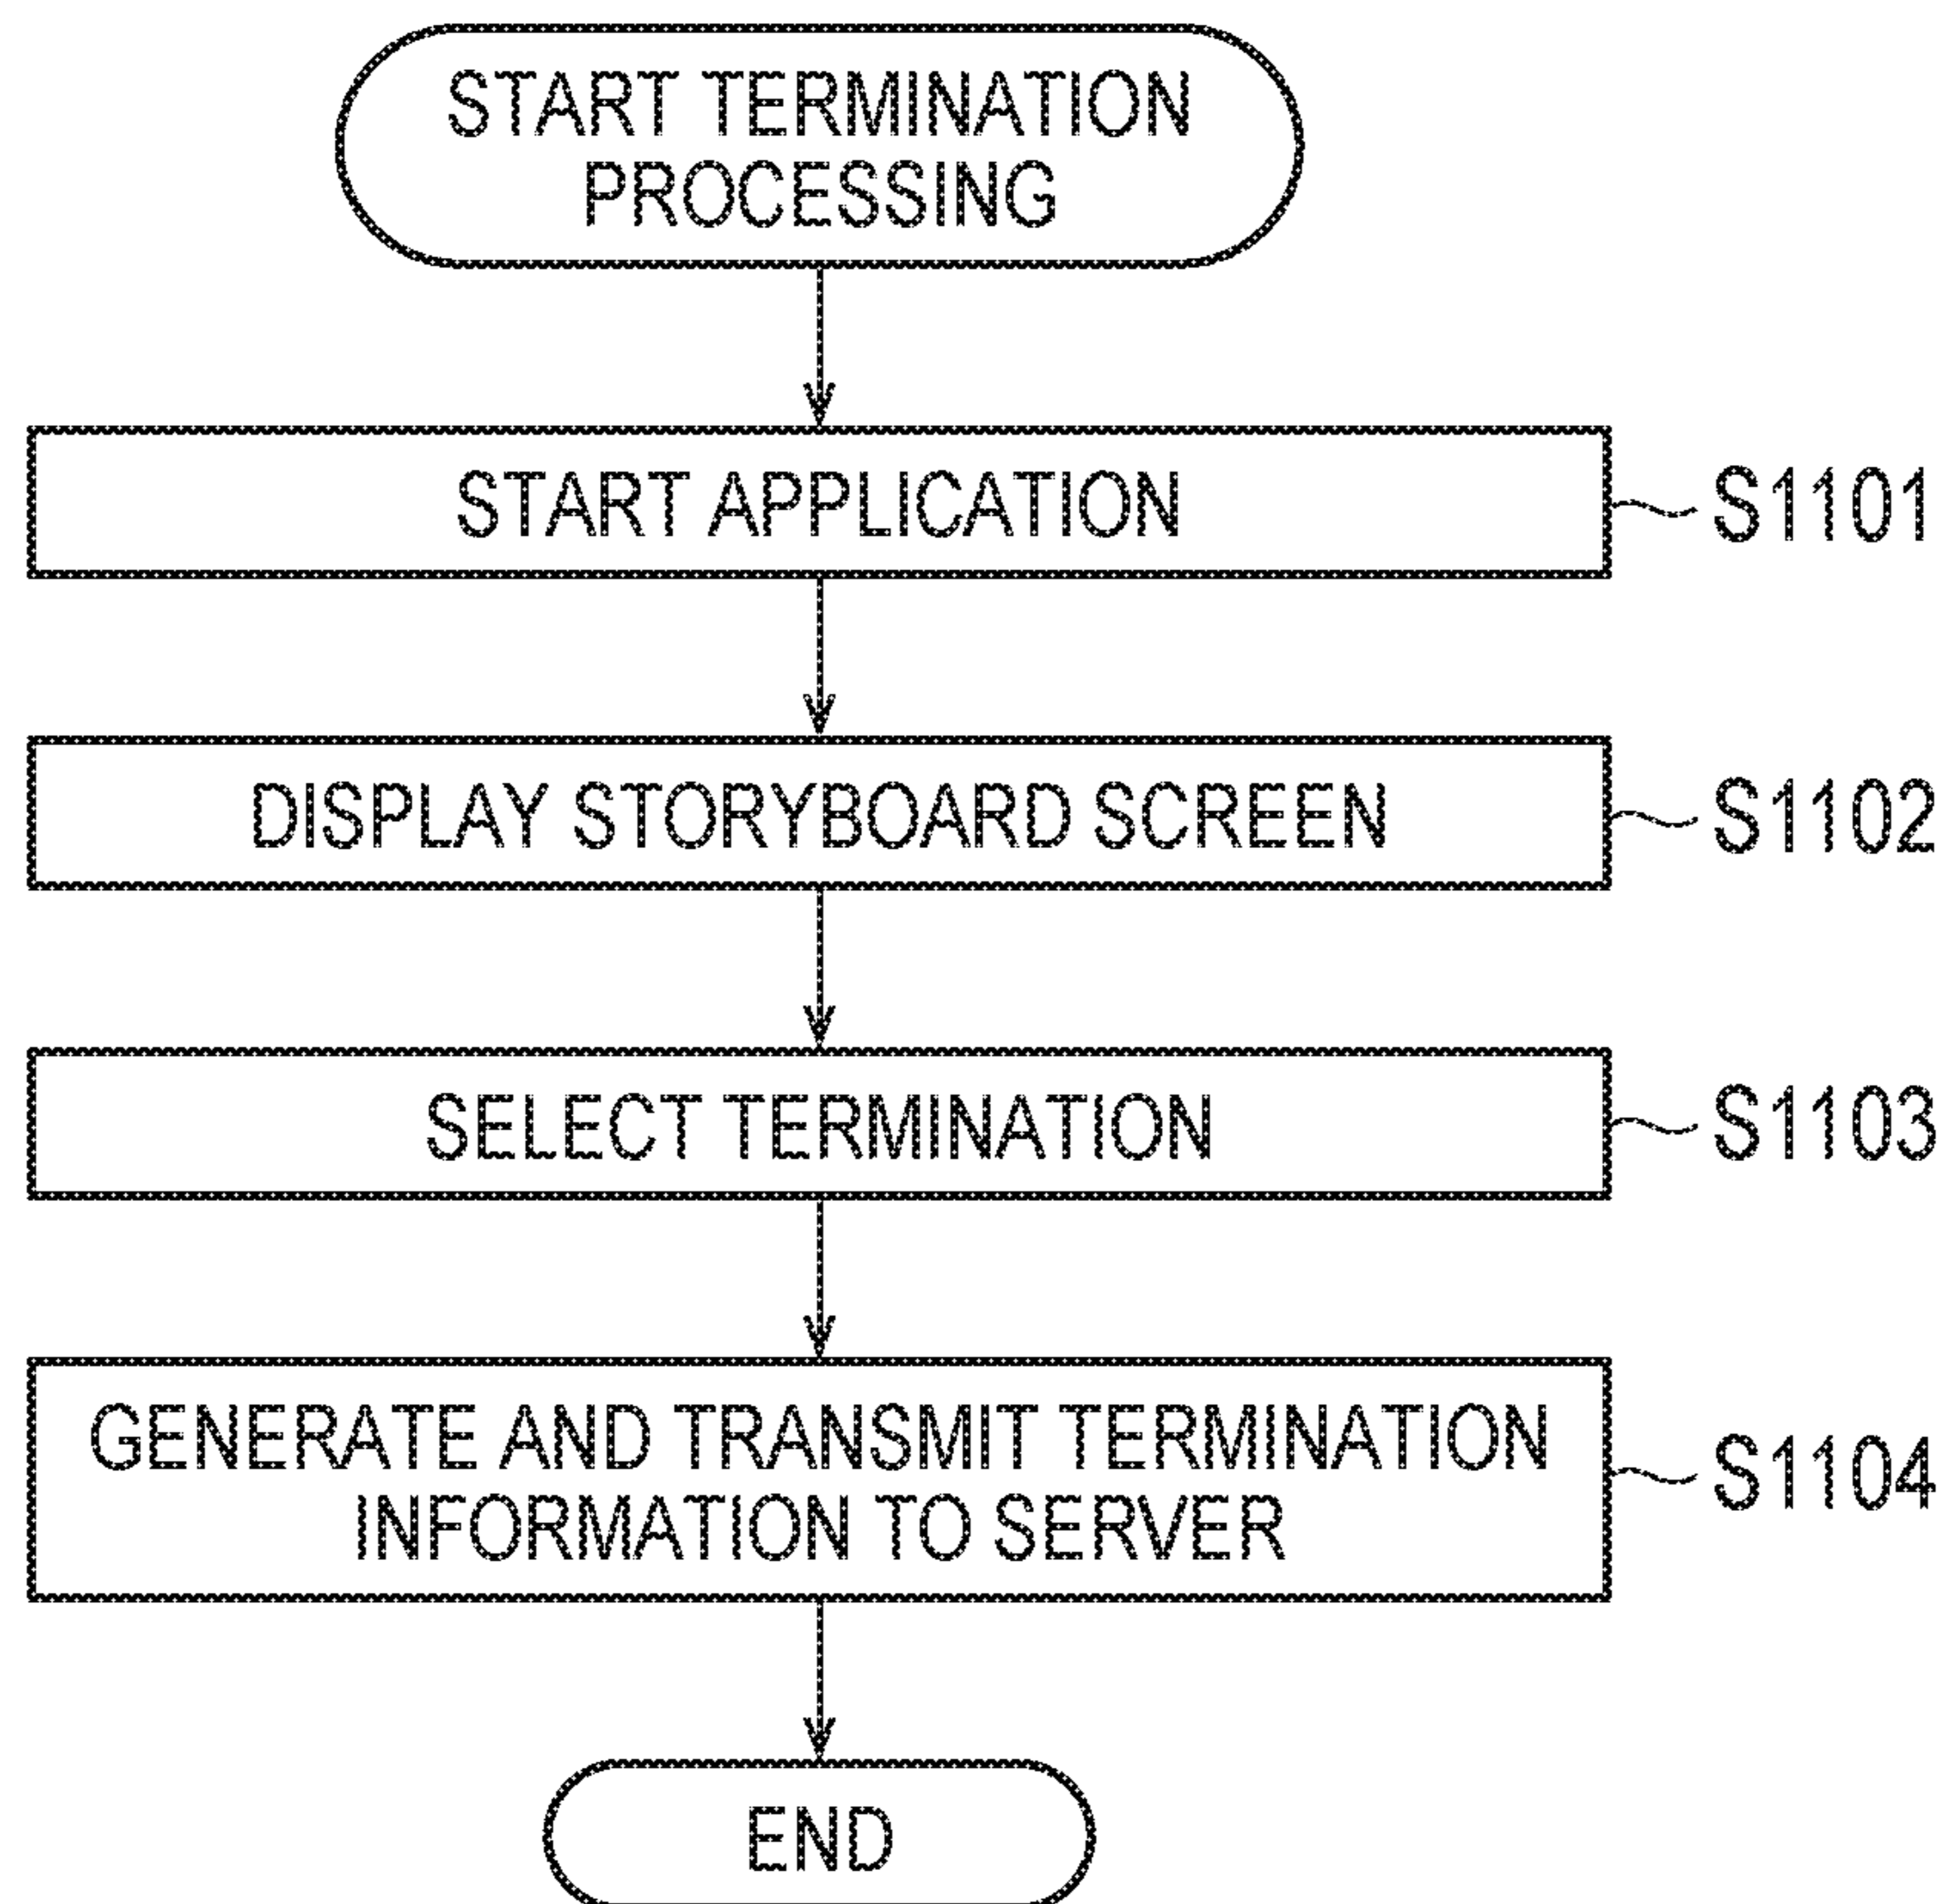 START TERMINATION
PROCESSING
START APPLICATION
S1101
DISPLAY STORYBOARD SCREEN
S1102
SELECT TERMINATION
S1103
GENERATE AND TRANSMIT TERMINATION
INFORMATION TO SERVER
S1104
END